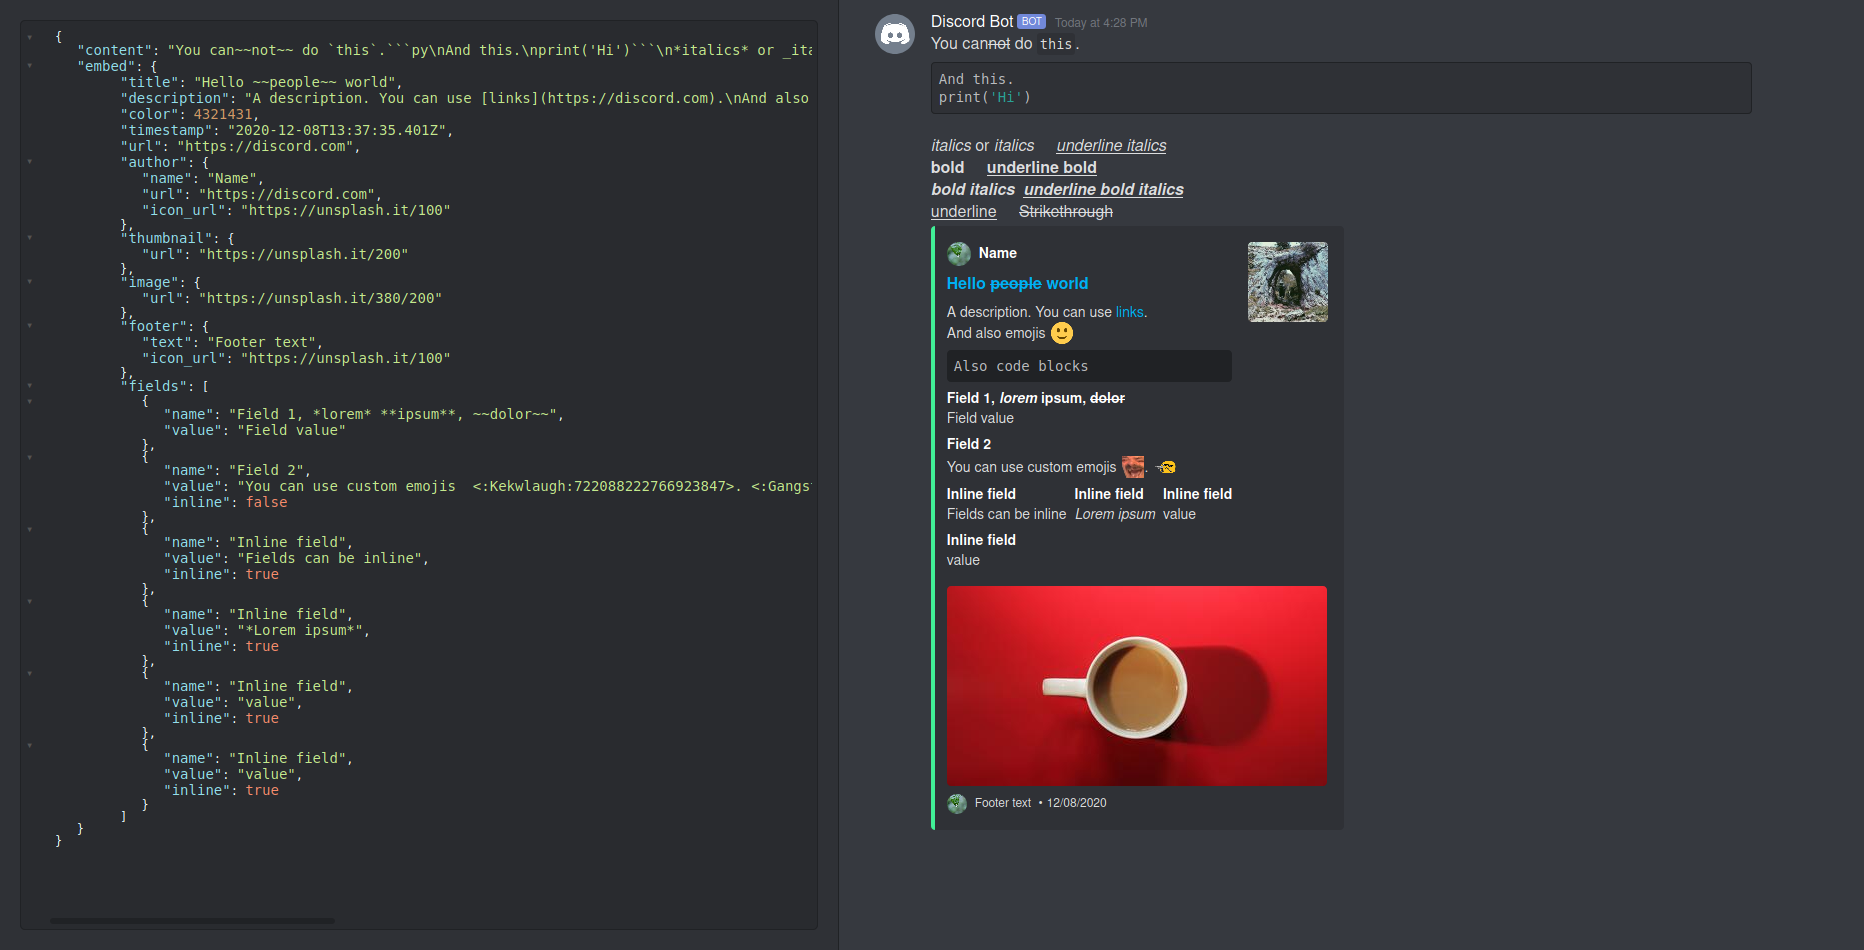 {
"content": "You can~~not~~ do `this`.```py\nAnd this.\nprint('Hi')```\n*italics* or _ita
"embed": {
"title": "Hello ~~people~~ world",
"description": "A description. You can use [links](https://discord.com).\nAnd also
"color": 4321431,
"timestamp": "2020-12-08T13:37:35.401Z",
"url": "https://discord.com",
"author": {
"name": "Name",
"url": "https://discord.com",
"icon_url": "https://unsplash.it/100"
},
"thumbnail": {
"url": "https://unsplash.it/200"
},
"image": {
"url": "https://unsplash.it/380/200"
},
"footer": {
"text": "Footer text",
"icon_url": "https://unsplash.it/100"
},
"fields": [
{
"name": "Field 1, *lorem* **ipsum**, ~~dolor~~",
"value": "Field value"
},
{
"name": "Field 2",
"value": "You can use custom emojis  <:Kekwlaugh:722088222766923847>. <:Gangs
"inline": false
},
{
"name": "Inline field",
"value": "Fields can be inline",
"inline": true
},
{
"name": "Inline field",
"value": "*Lorem ipsum*",
"inline": true
},
{
"name": "Inline field",
"value": "value",
"inline": true
},
{
"name": "Inline field",
"value": "value",
"inline": true
}
]
}
}
Discord Bot BOT Today at 4:28 PM
You cannot do this.
And this.
print('Hi')
italics or italics underline italics
bold underline bold
bold italics underline bold italics
underline Strikethrough
Name
Hello people world
A description. You can use links.
And also emojis 🙂
Also code blocks
Field 1, lorem ipsum, dolor
Field value
Field 2
You can use custom emojis .
Inline field Inline field Inline field
Fields can be inline Lorem ipsum value
Inline field
value
Footer text • 12/08/2020